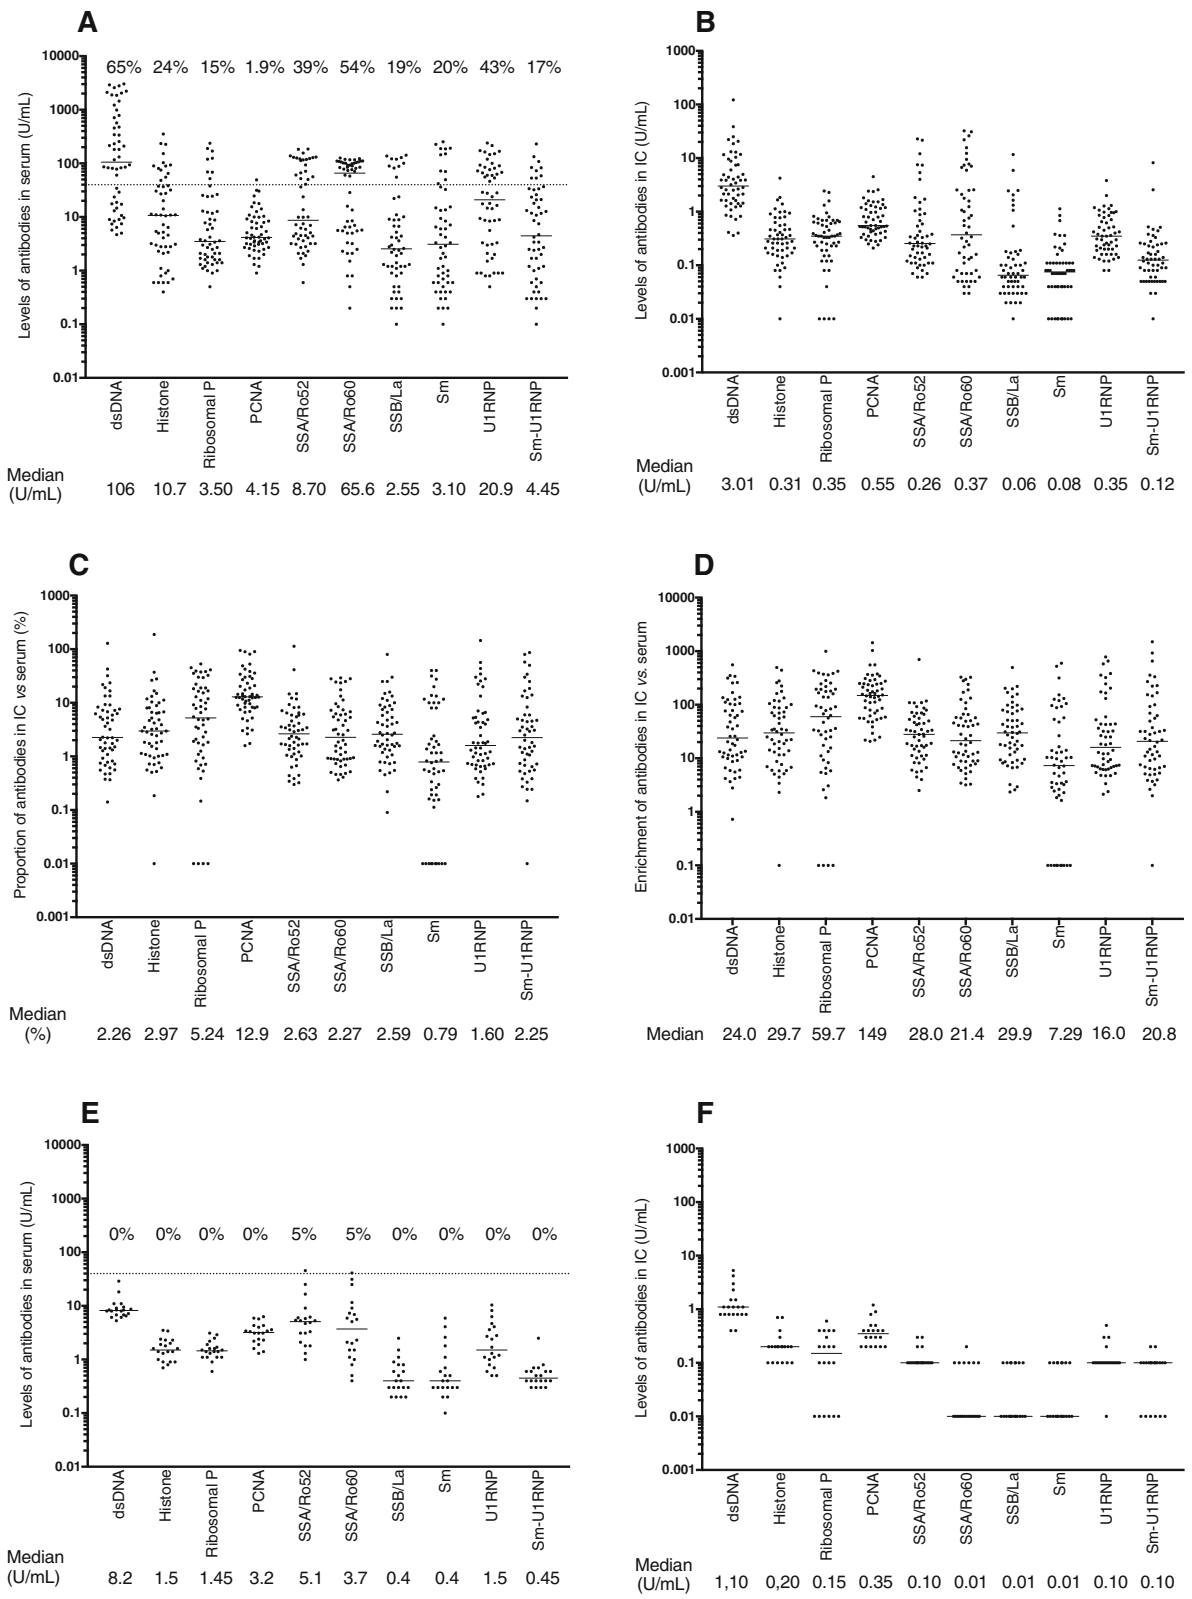 A
Levels of antibodies in serum (U/mL)
10000
1000
100
10
1
0.1
0.01
65% 24% 15% 1.9% 39% 54% 19% 20% 43% 17%
dsDNA
Histone
Ribosomal P
PCNA
SSA/Ro52
SSA/Ro60
SSB/La
Sm
U1RNP
Sm-U1RNP
Median
(U/mL) 106 10.7 3.50 4.15 8.70 65.6 2.55 3.10 20.9 4.45
B
Levels of antibodies in IC (U/mL)
1000
100
10
1
0.1
0.01
0.001
dsDNA
Histone
Ribosomal P
PCNA
SSA/Ro52
SSA/Ro60
SSB/La
Sm
U1RNP
Sm-U1RNP
Median
(U/mL) 3.01 0.31 0.35 0.55 0.26 0.37 0.06 0.08 0.35 0.12
C
Proportion of antibodies in IC vs serum (%)
1000
100
10
1
0.1
0.01
0.001
dsDNA
Histone
Ribosomal P
PCNA
SSA/Ro52
SSA/Ro60
SSB/La
Sm
U1RNP
Sm-U1RNP
Median
(%) 2.26 2.97 5.24 12.9 2.63 2.27 2.59 0.79 1.60 2.25
D
Enrichment of antibodies in IC vs. serum
10000
1000
100
10
1
0.1
0.01
dsDNA
Histone
Ribosomal P
PCNA
SSA/Ro52
SSA/Ro60
SSB/La
Sm
U1RNP
Sm-U1RNP
Median 24.0 29.7 59.7 149 28.0 21.4 29.9 7.29 16.0 20.8
E
Levels of antibodies in serum (U/mL)
10000
1000
100
10
1
0.1
0.01
0% 0% 0% 0% 5% 5% 0% 0% 0% 0%
dsDNA
Histone
Ribosomal P
PCNA
SSA/Ro52
SSA/Ro60
SSB/La
Sm
U1RNP
Sm-U1RNP
Median
(U/mL) 8.2 1.5 1.45 3.2 5.1 3.7 0.4 0.4 1.5 0.45
F
Levels of antibodies in IC (U/mL)
1000
100
10
1
0.1
0.01
0.001
dsDNA
Histone
Ribosomal P
PCNA
SSA/Ro52
SSA/Ro60
SSB/La
Sm
U1RNP
Sm-U1RNP
Median
(U/mL) 1,10 0,20 0.15 0.35 0.10 0.01 0.01 0.01 0.10 0.10